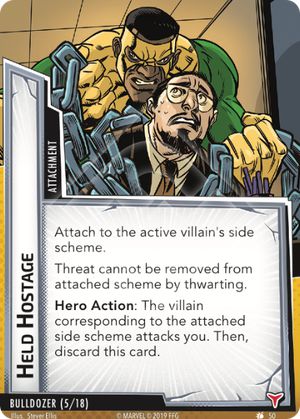 ATTACHMENT
HELD HOSTAGE
Attach to the active villain's side
scheme.
Threat cannot be removed from
attached scheme by thwarting.
Hero Action: The villain
corresponding to the attached
side scheme attacks you. Then,
discard this card.
BULLDOZER (5/18)
Illus. Steven Ellis
© MARVEL © 2019 FFG
50